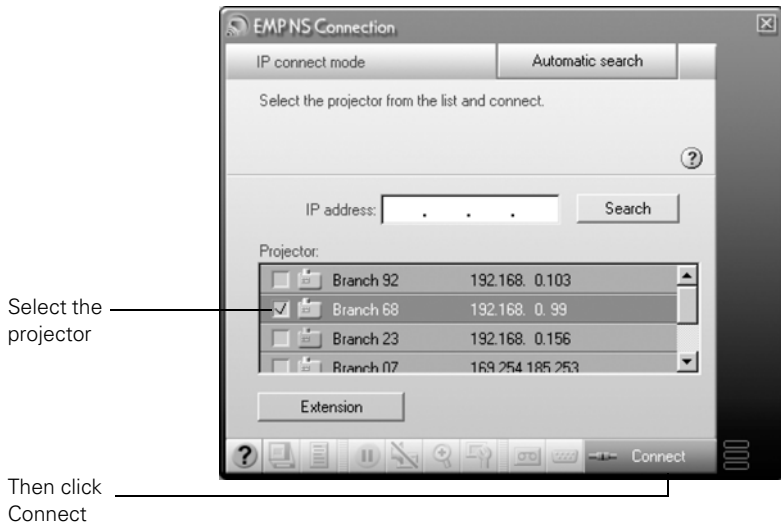 EMP NS Connection
IP connect mode
Automatic search
Select the projector from the list and connect.
?
IP address: . . .
Search
Projector:
Branch 92 192.168. 0.103
Branch 68 192.168. 0. 99
Branch 23 192.168. 0.156
Branch 07 169.254.185.253
Select the
projector
Extension
? Connect
Then click
Connect